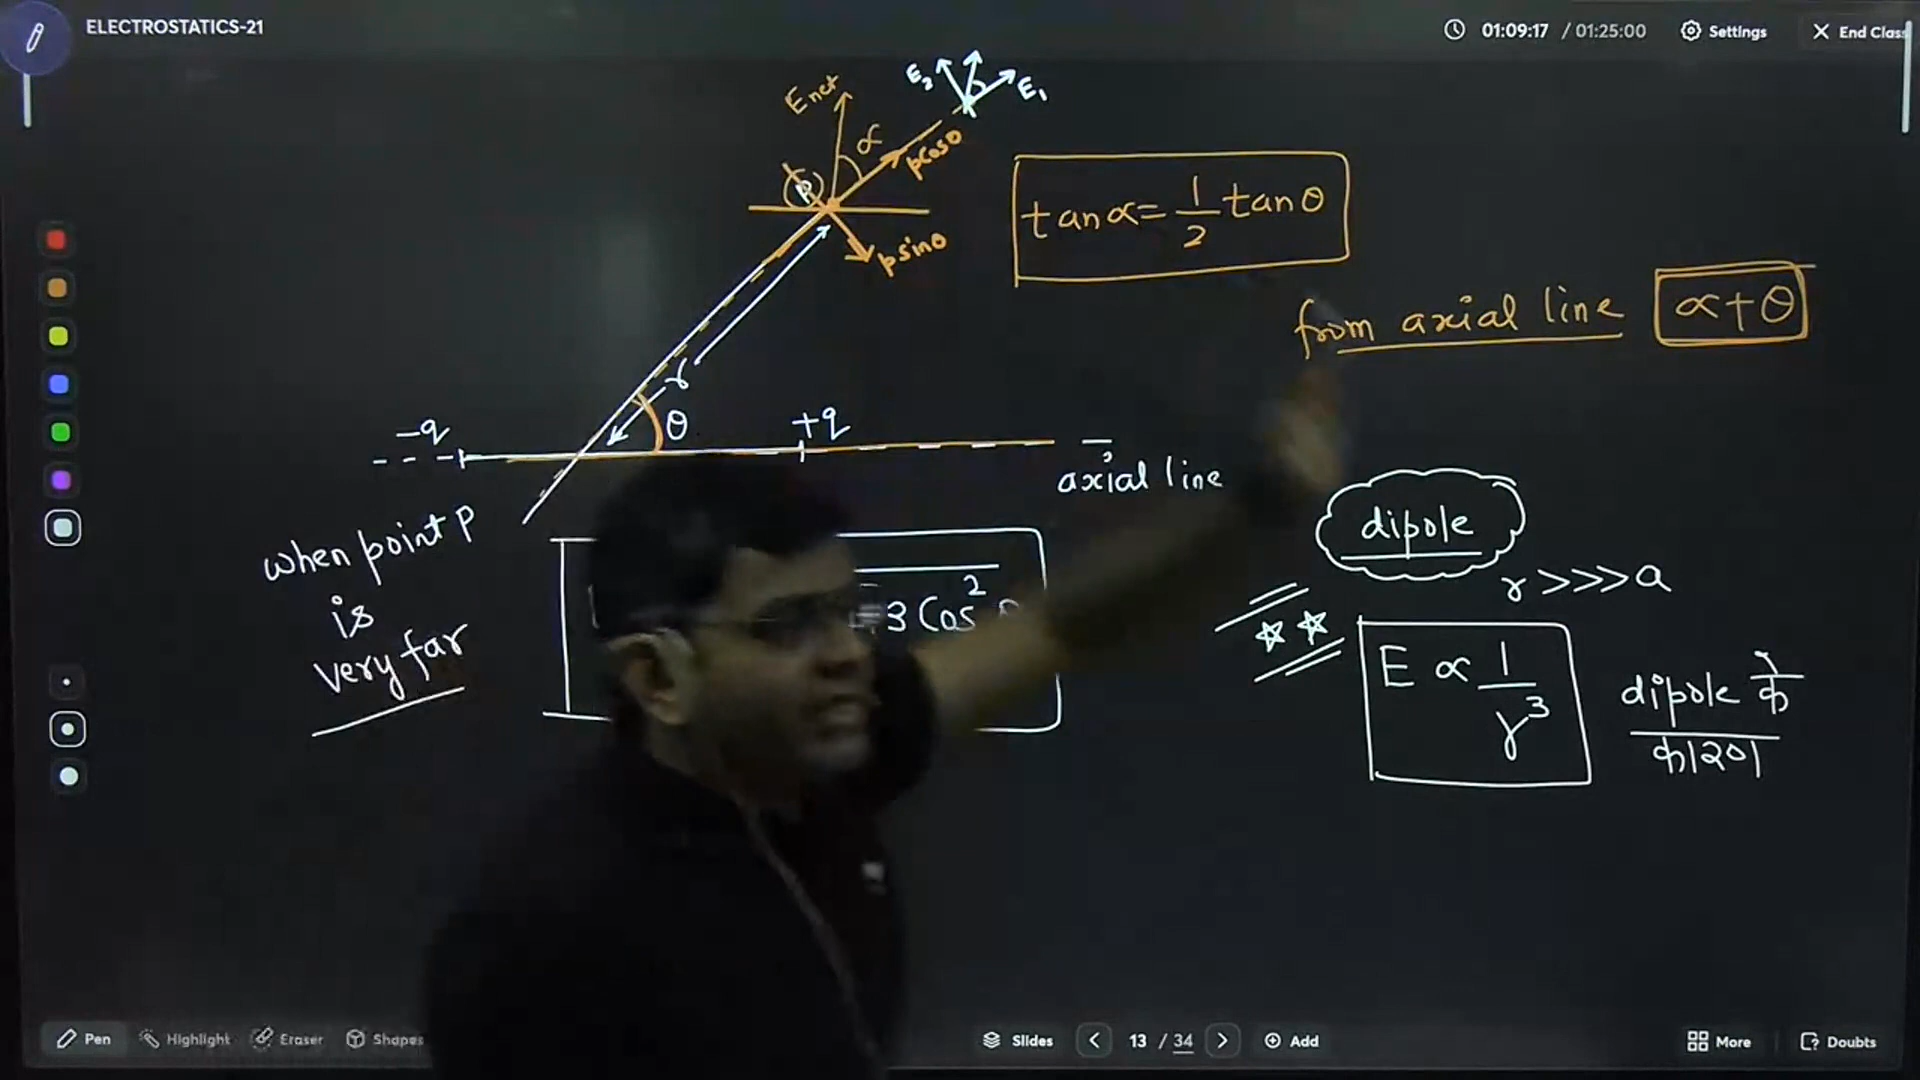 ELECTROSTATICS-21
01:09:17 / 01:25:00
Settings
End Class
E₂
E₁
Enet
α
pcosθ
(P)
psinθ
tanα = 1/2 tanθ
from axial line α+θ
r
θ
-q
+q
axial line
when point P
is
very far
3 Cos²
dipole
r >>> a
E ∝ 1/r³
dipole के
कारण
Pen
Highlight
Eraser
Shapes
Slides
13 / 34
Add
More
Doubts